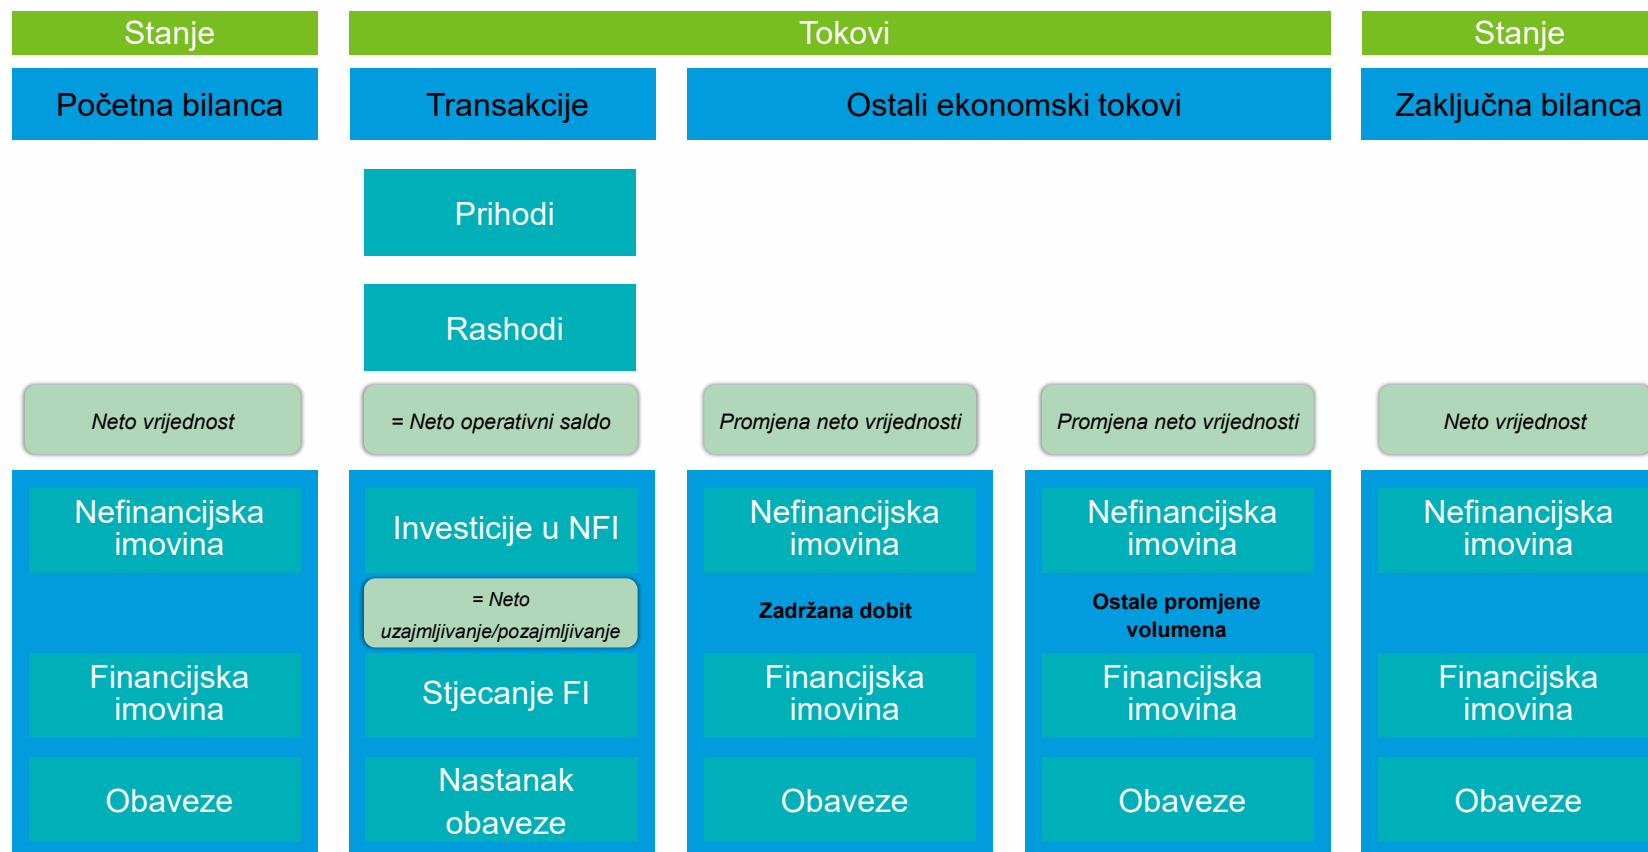 Stanje
Tokovi
Stanje
Početna bilanca
Transakcije
Ostali ekonomski tokovi
Zaključna bilanca
Prihodi
Rashodi
Neto vrijednost
= Neto operativni saldo
Promjena neto vrijednosti
Promjena neto vrijednosti
Neto vrijednost
Nefinancijska
imovina
Investicije u NFI
Nefinancijska
imovina
Nefinancijska
imovina
Nefinancijska
imovina
= Neto
uzajmljivanje/pozajmljivanje
Zadržana dobit
Ostale promjene
volumena
Financijska
imovina
Stjecanje FI
Financijska
imovina
Financijska
imovina
Financijska
imovina
Obaveze
Nastanak
obaveze
Obaveze
Obaveze
Obaveze